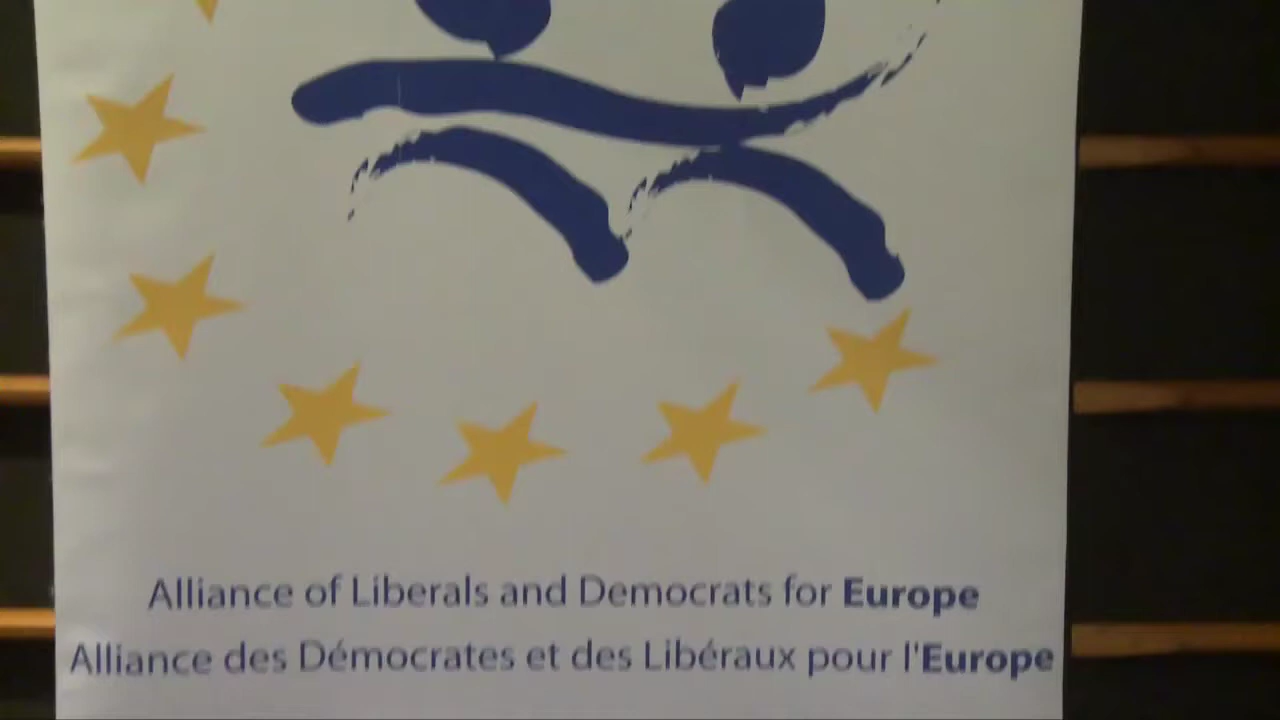 Alliance of Liberals and Democrats for Europe
Alliance des Démocrates et des Libéraux pour l'Europe